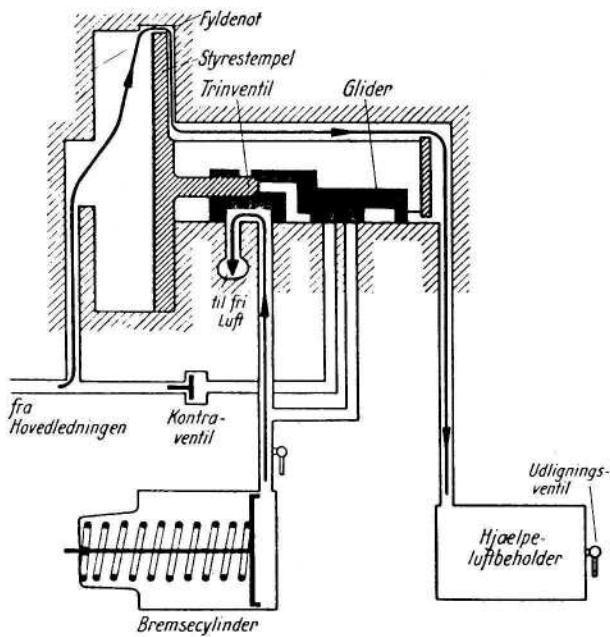 Fyldenot
Styrestempel
Trinventil
Glider
til fri
Luft
fra
Hovedledningen
Kontra-
ventil
Udlignings-
ventil
Hjælpe-
luftbeholder
Bremsecylinder